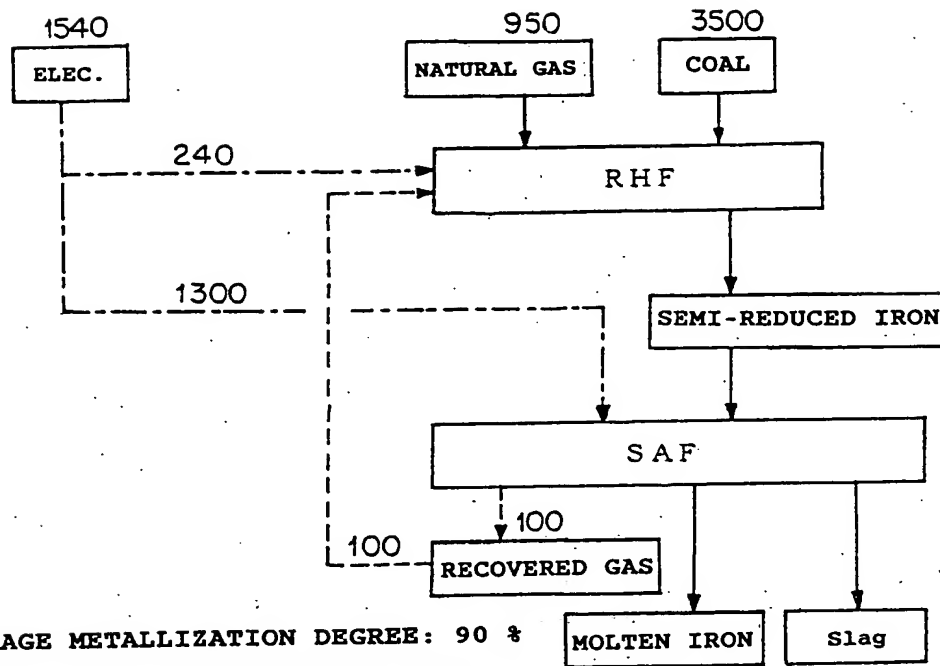 1540
950
3500
ELEC.
NATURAL GAS
COAL
240
RHF
1300
SEMI-REDUCED IRON
SAF
100
100
RECOVERED GAS
AGE METALLIZATION DEGREE: 90 %
MOLTEN IRON
Slag